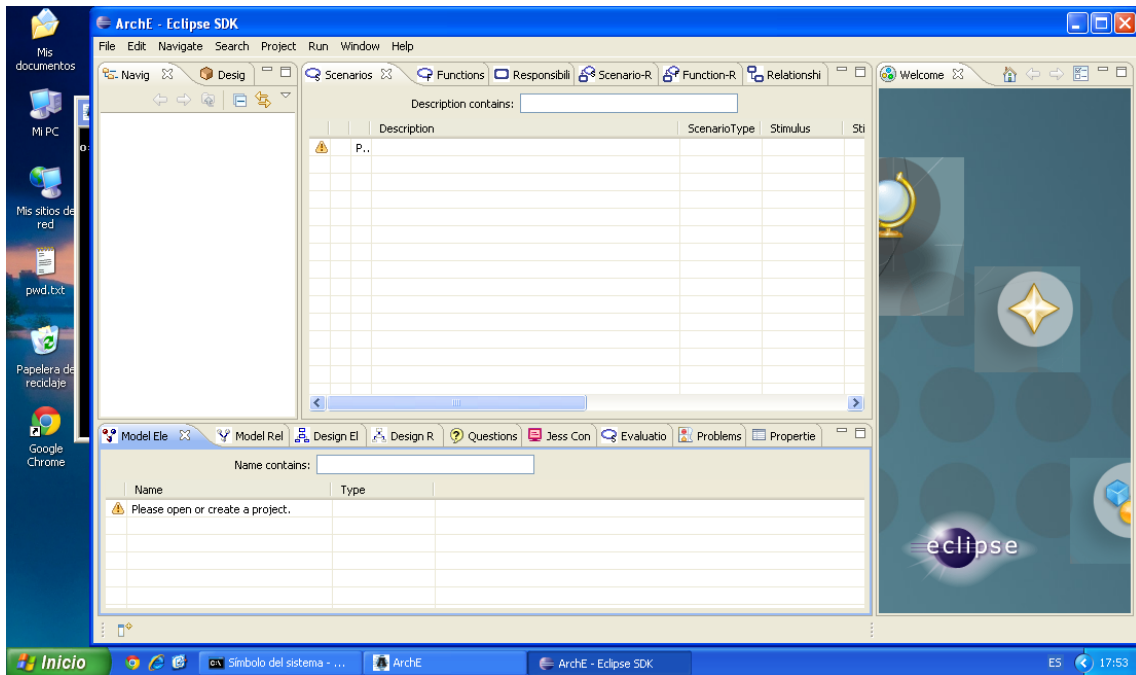 Mis documentos
Mi PC
Mis sitios de red
pwd.txt
Papelera de reciclaje
Google Chrome
ArchE - Eclipse SDK
File Edit Navigate Search Project Run Window Help
Navig Desig
Scenarios Functions Responsibili Scenario-R Function-R Relationshi
Welcome
Description contains:
Description ScenarioType Stimulus Sti
P..
Model Ele Model Rel Design El Design R Questions Jess Con Evaluatio Problems Propertie
Name contains:
Name Type
Please open or create a project.
eclipse
Inicio
Símbolo del sistema - ...
ArchE
ArchE - Eclipse SDK
ES 17:53